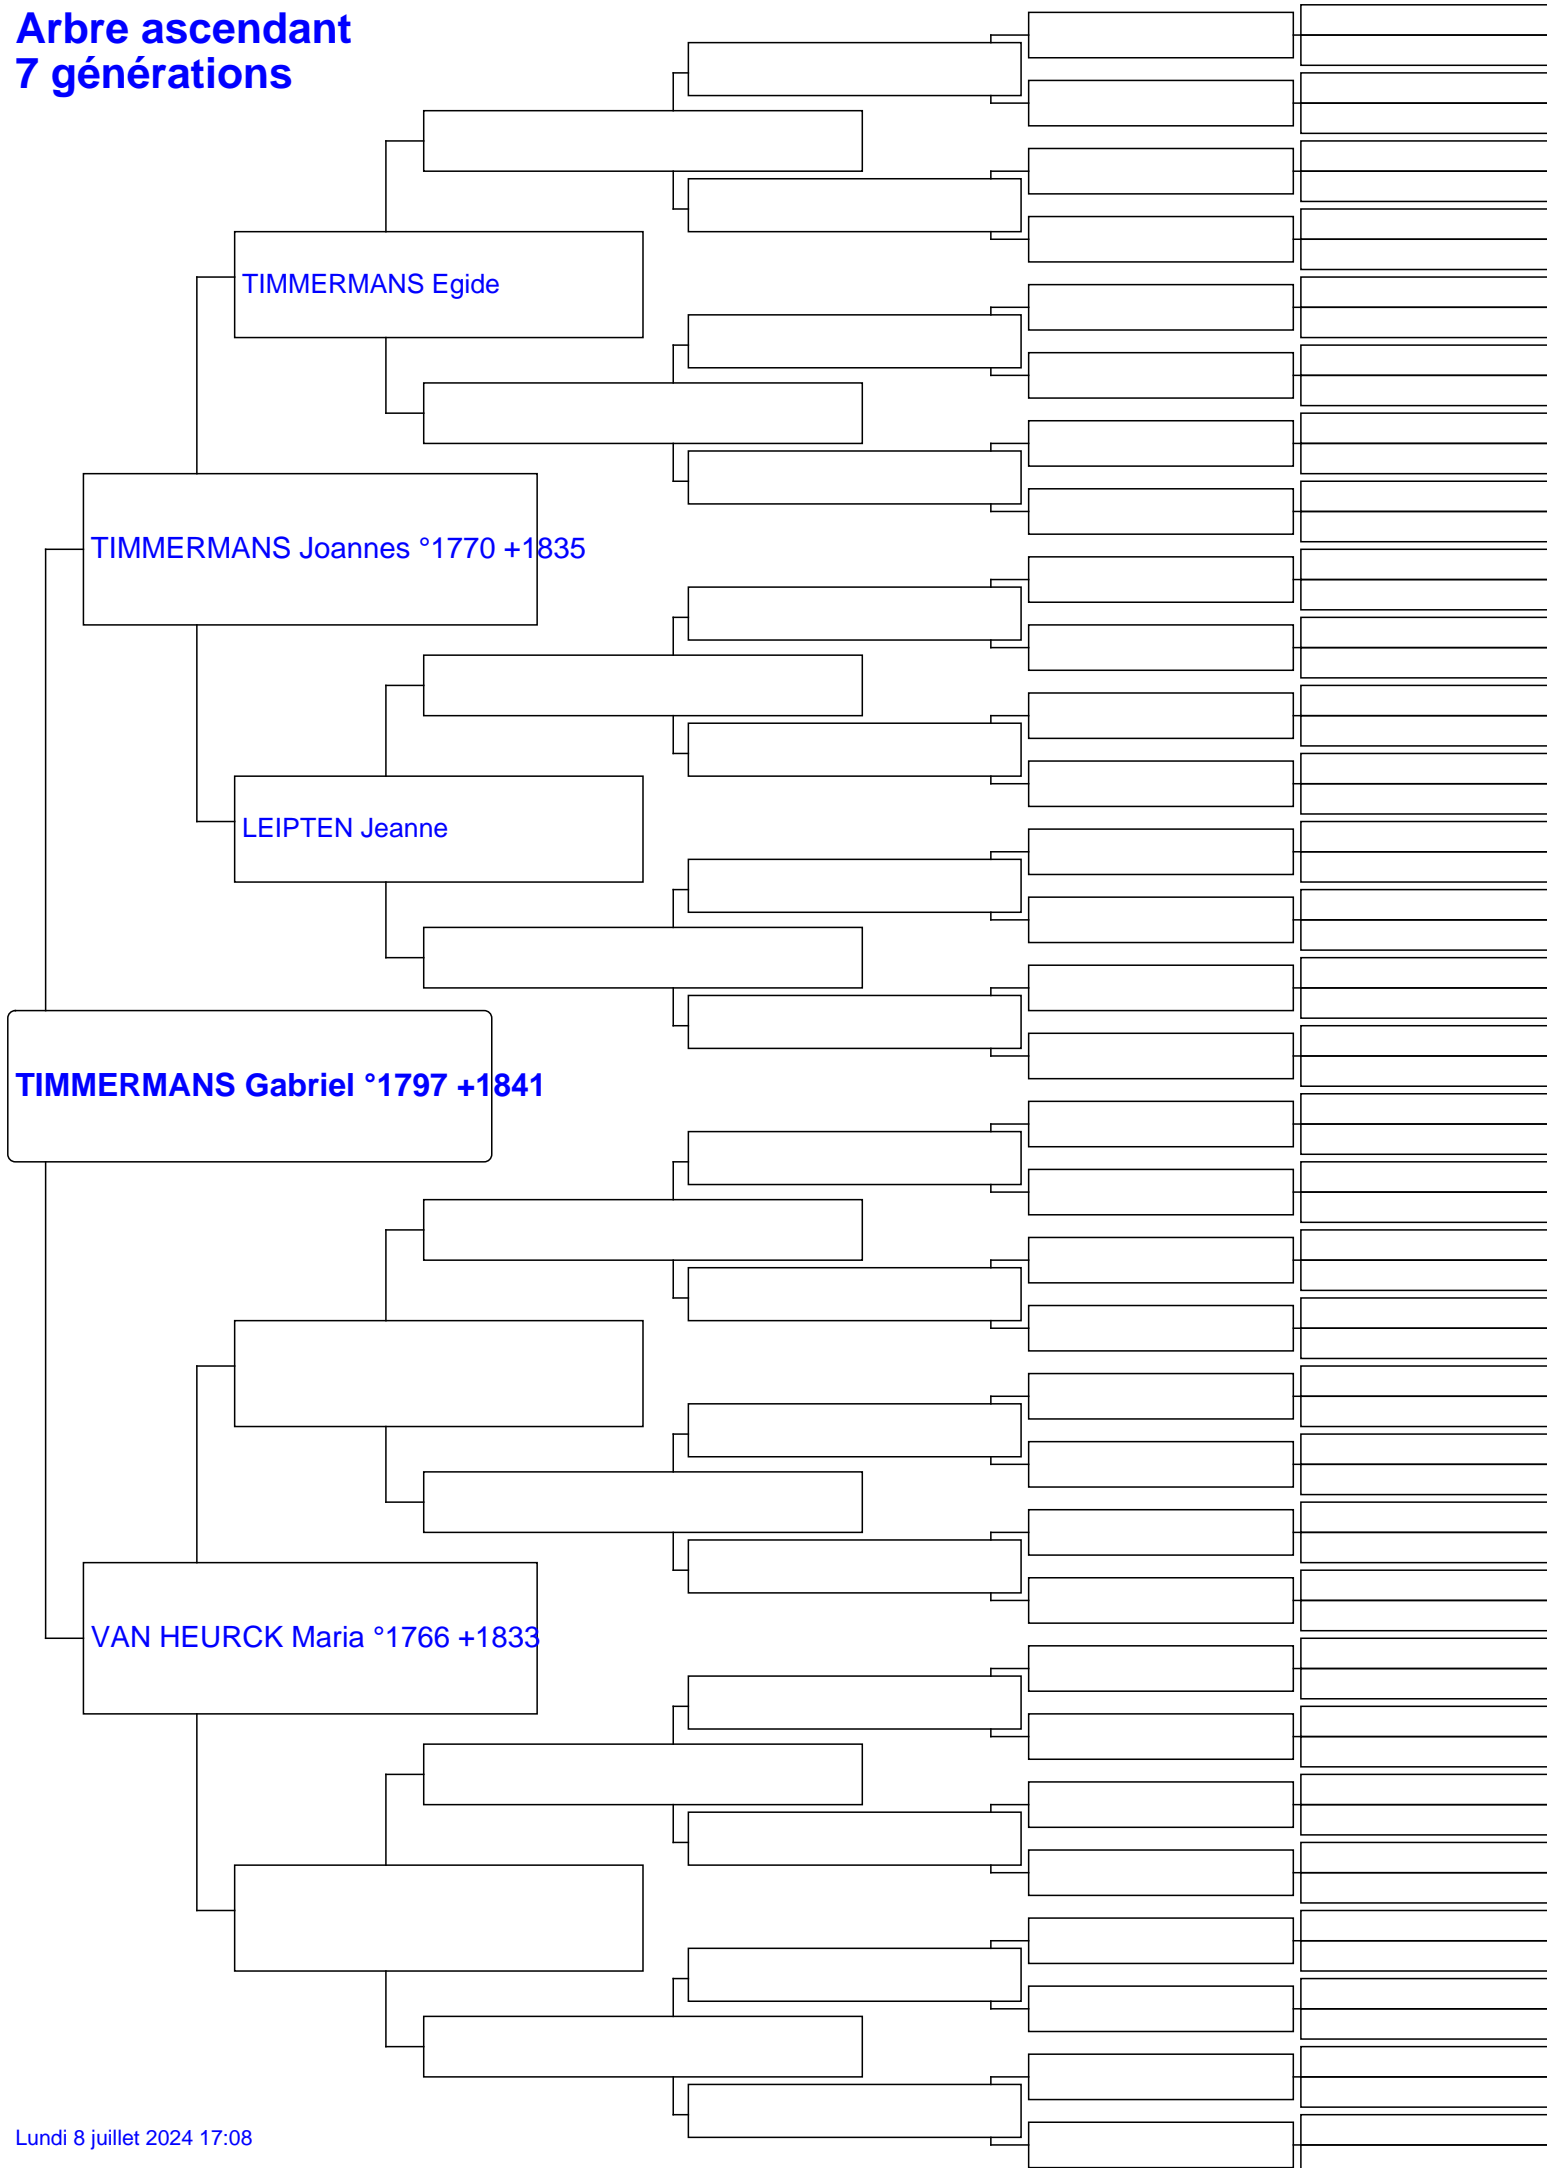 Arbre ascendant
7 générations
TIMMERMANS Egide
TIMMERMANS Joannes °1770 +1835
LEIPTEN Jeanne
TIMMERMANS Gabriel °1797 +1841
VAN HEURCK Maria °1766 +1833
Lundi 8 juillet 2024 17:08